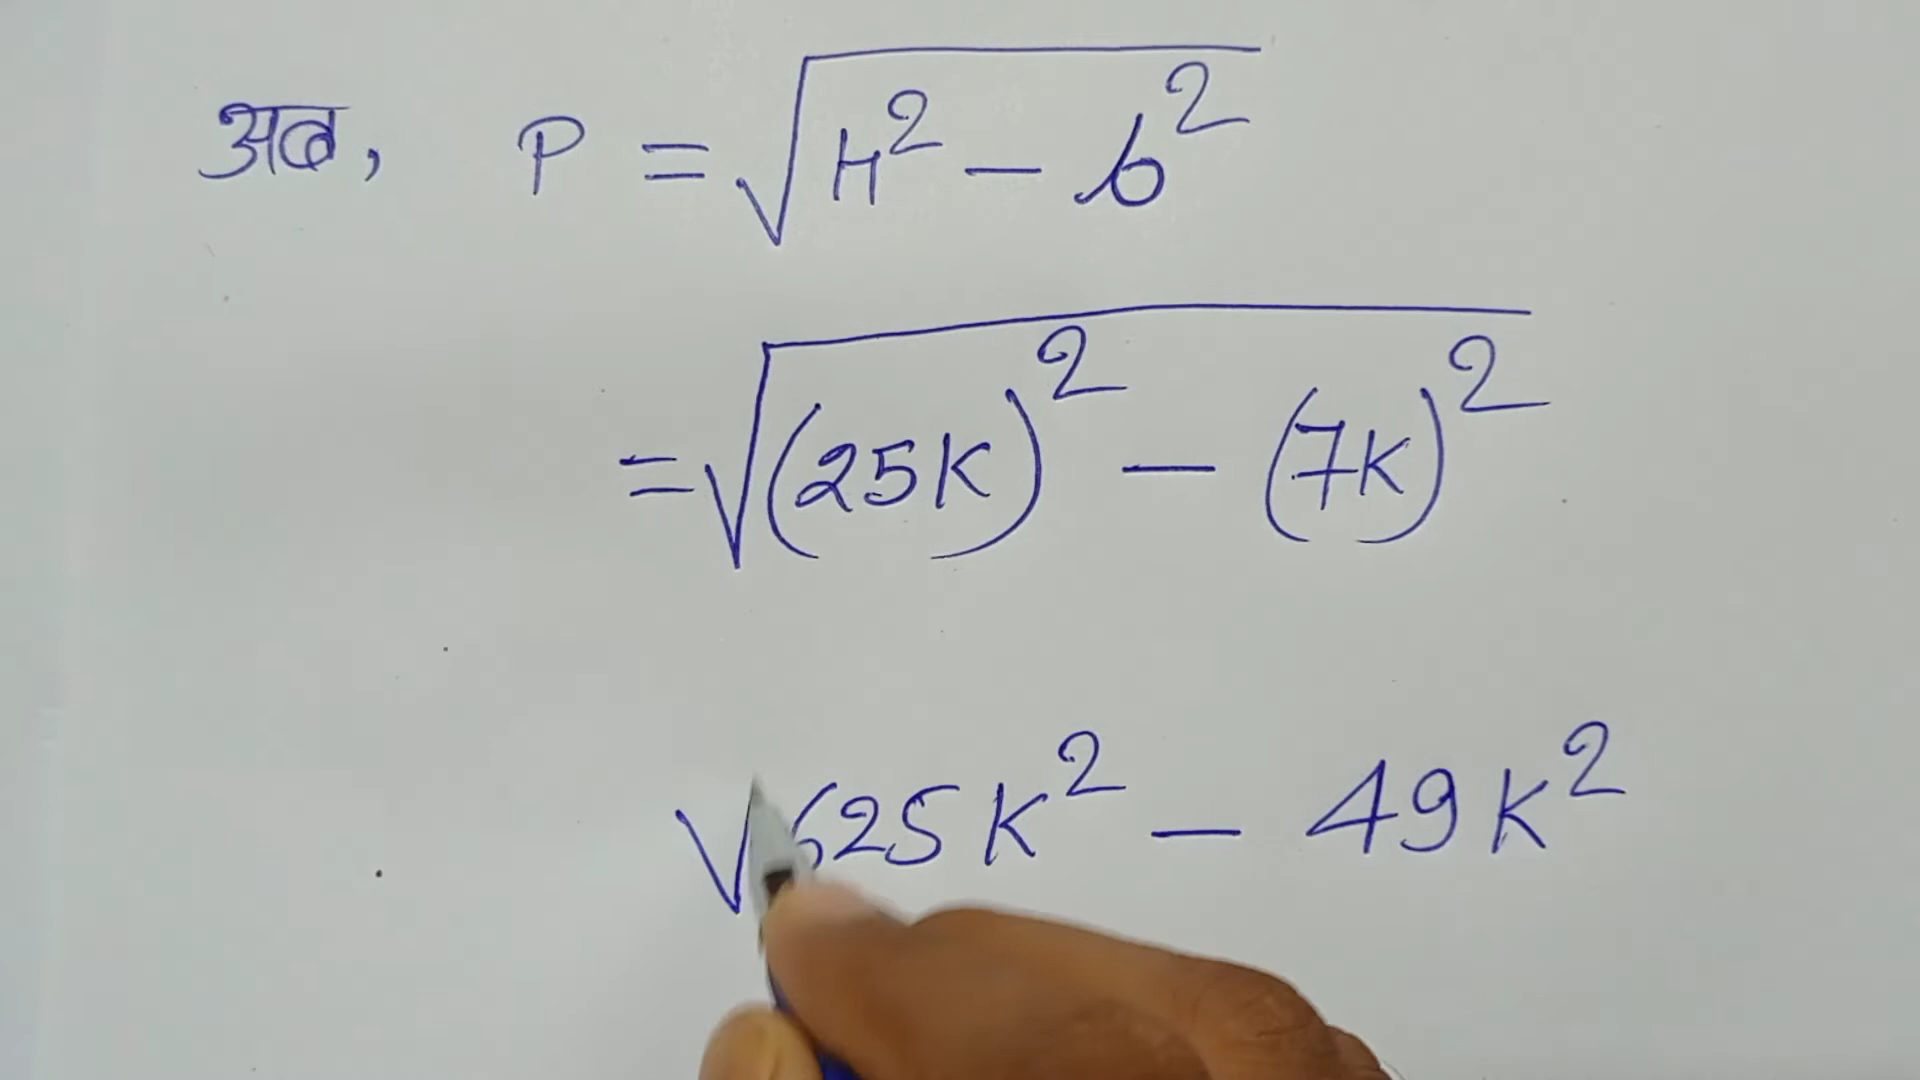 अब, P = √H² - b²
= √(25K)² - (7K)²
√625K² - 49K²